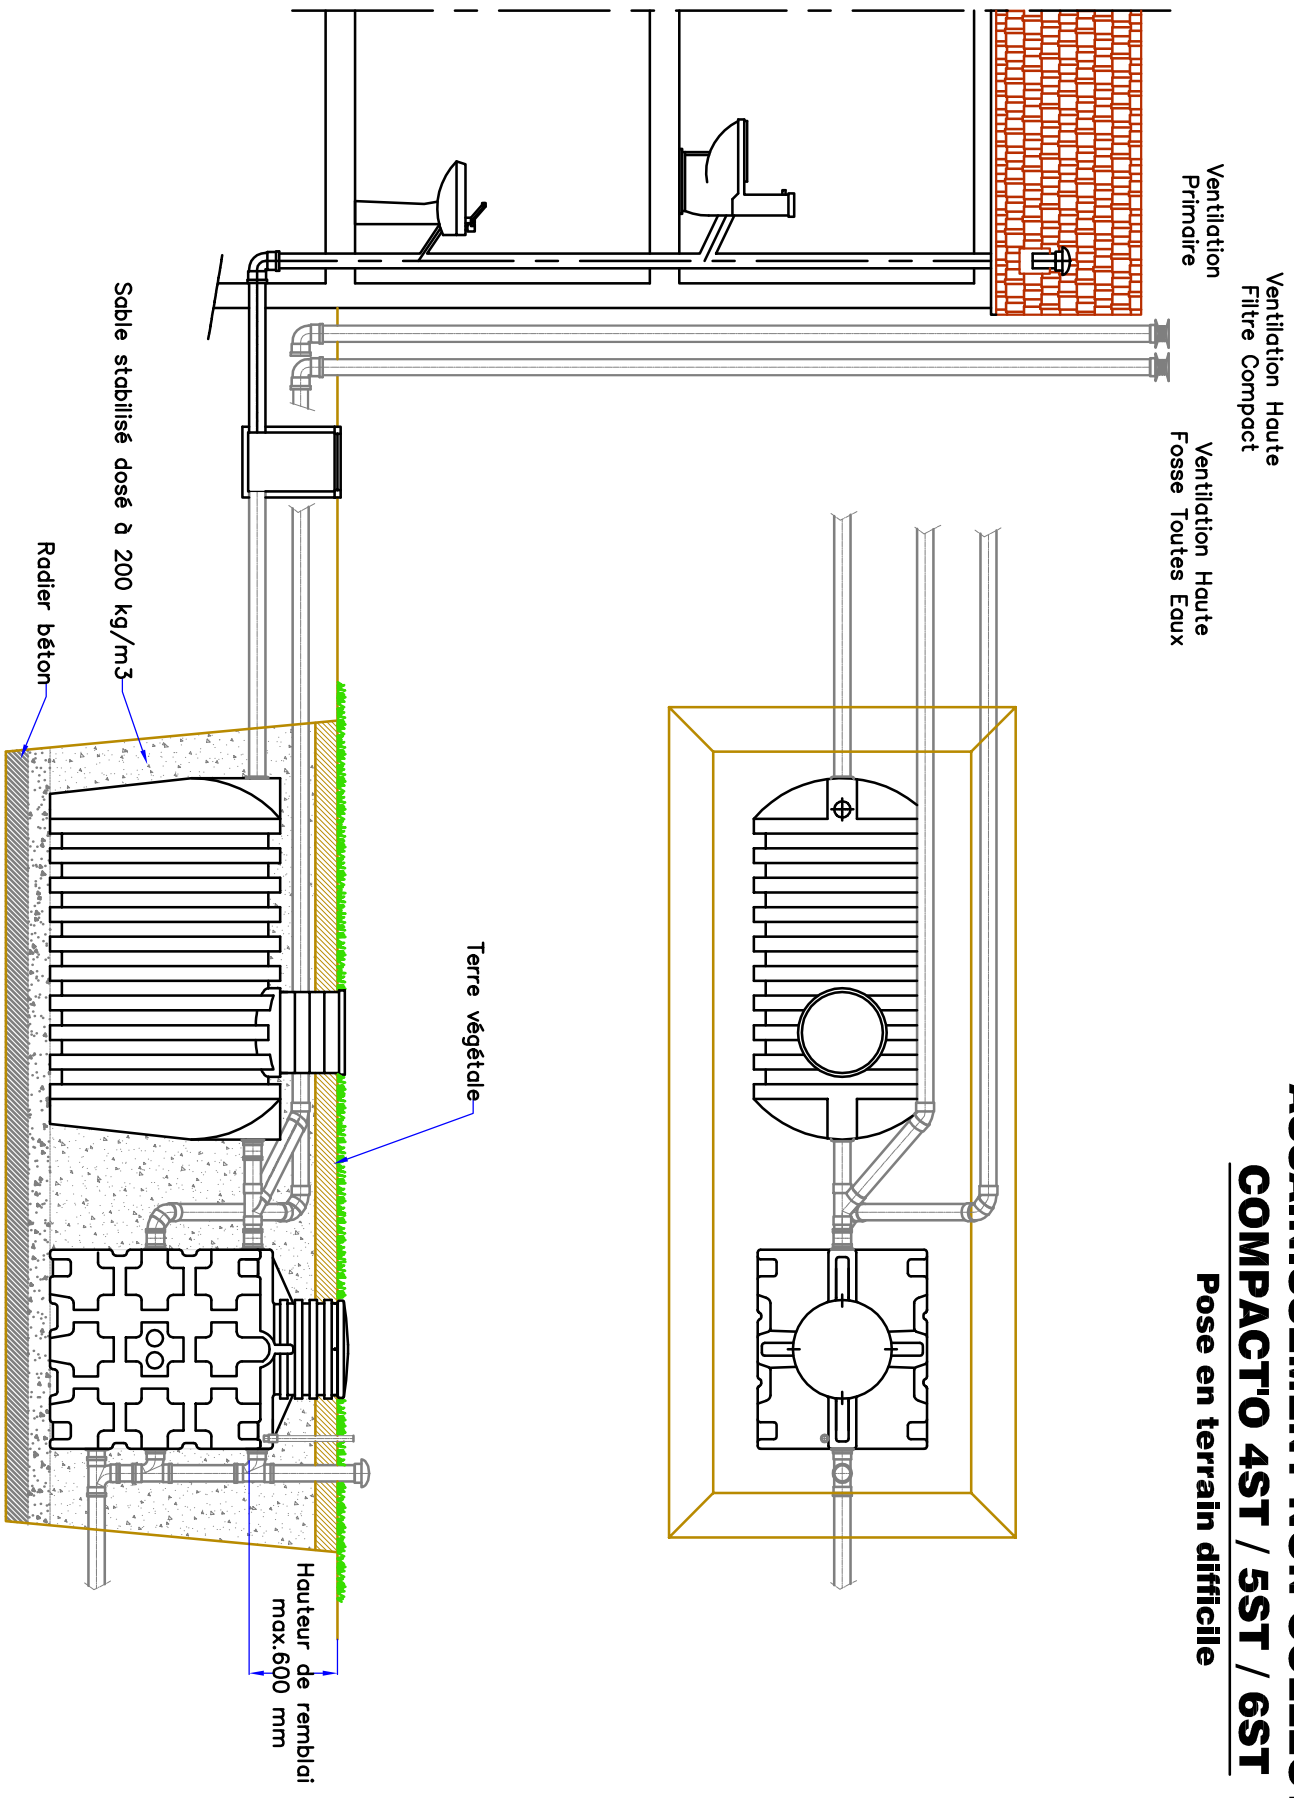 COMPACT'O 4ST / 5ST / 6ST
Pose en terrain difficile
Ventilation Haute
Filtre Compact
Ventilation
Primaire
Ventilation Haute
Fosse Toutes Eaux
Terre végétale
Sable stabilisé dosé à 200 kg/m3
Radier béton
Hauteur de remblai
max.600 mm